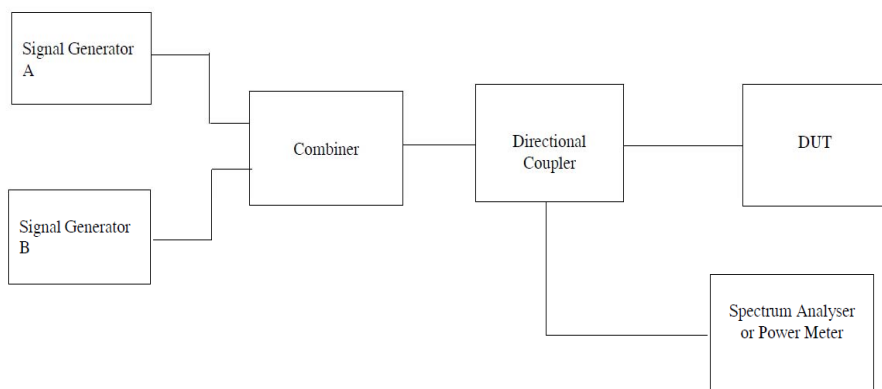 Signal Generator
A
Combiner
Directional
Coupler
DUT
Signal Generator
B
Spectrum Analyser
or Power Meter